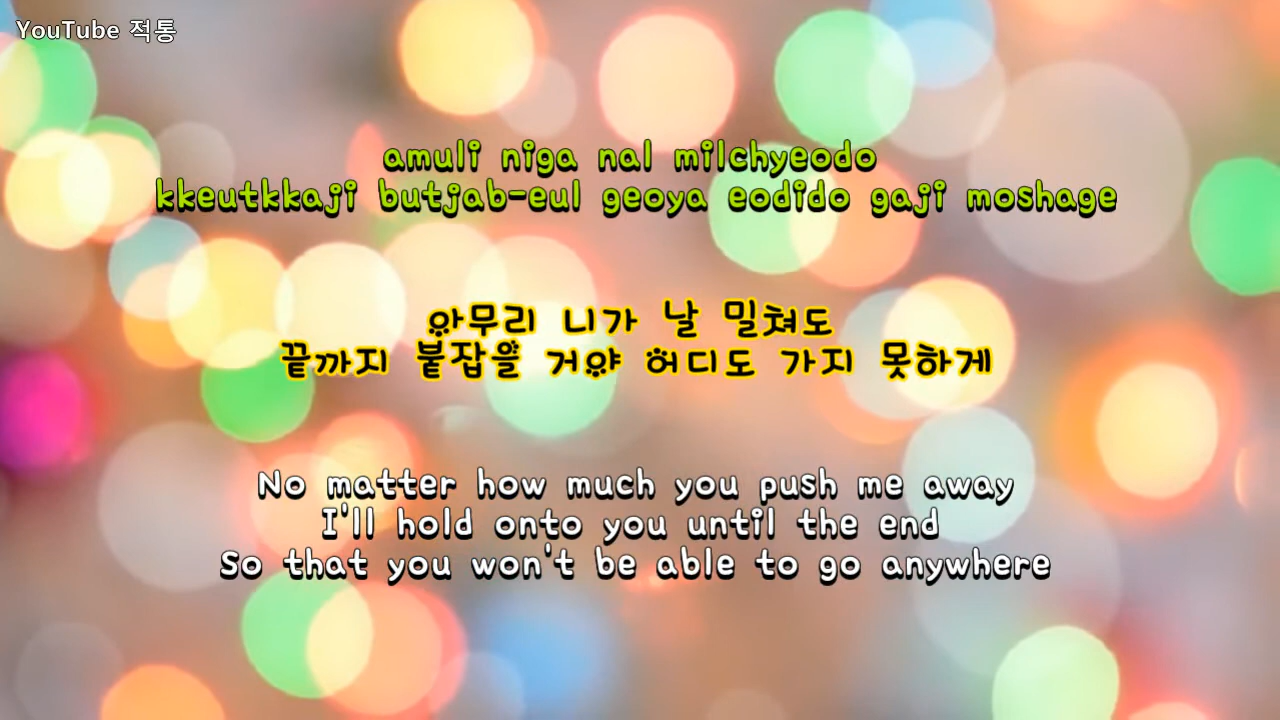 YouTube 적통
amuli niga nal milchyeodo
kkeutkkaji butjab-eul geoya eodido gaji moshage
아무리 니가 날 밀쳐도
끝까지 붙잡을 거야 어디도 가지 못하게
No matter how much you push me away
I'll hold onto you until the end
So that you won't be able to go anywhere